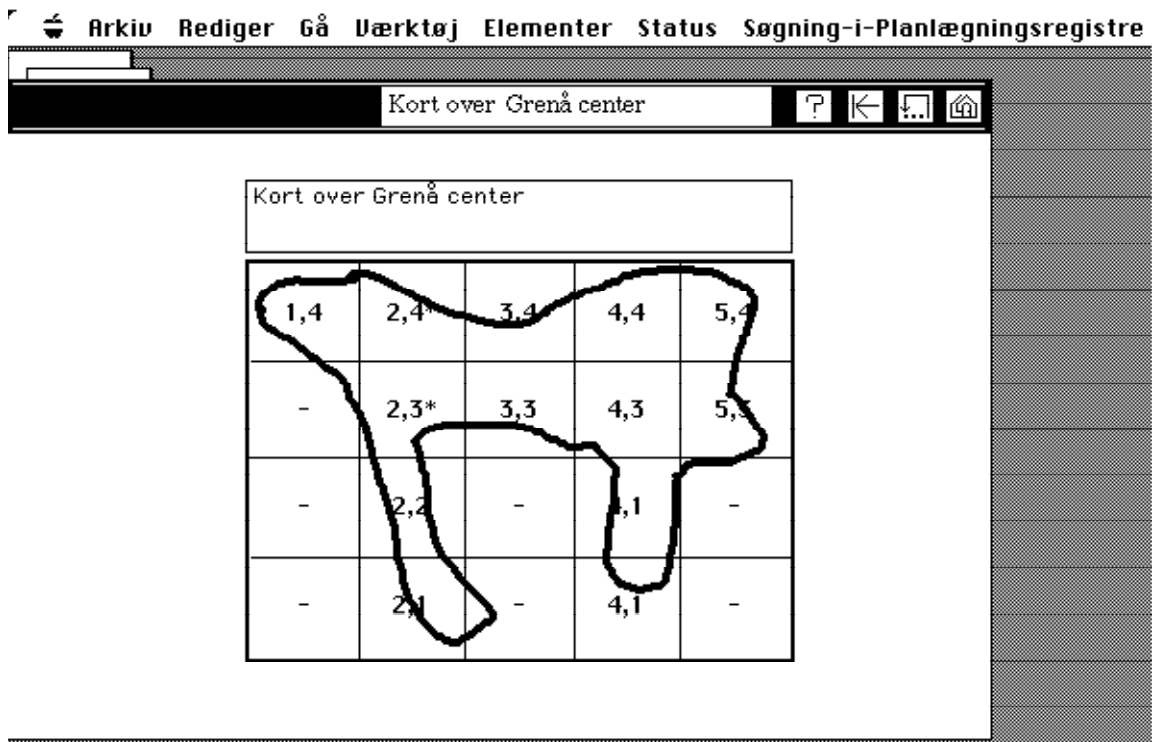 Arkiv Rediger Gå Værktøj Elementer Status Søgning-i-Planlægningsregistre
Kort over Grenå center
?
Kort over Grenå center
1,4 2,4* 3,4 4,4 5,4
- 2,3* 3,3 4,3 5,3
- 2,2 - 4,1 -
- 2,1 - 4,1 -